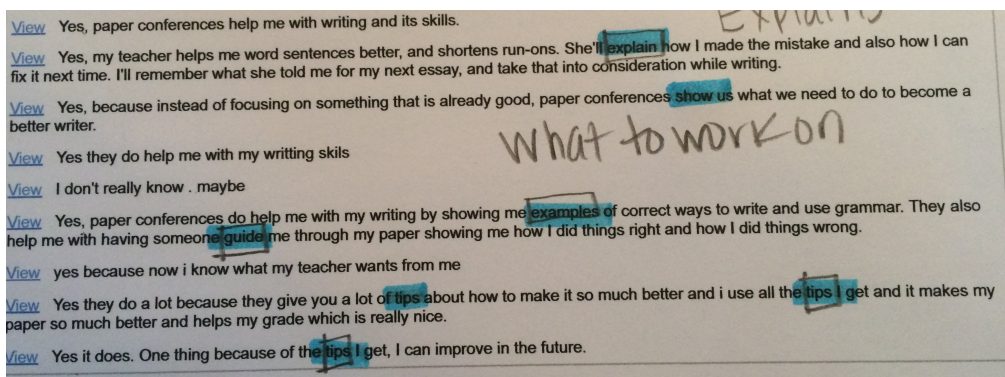 Explains
View Yes, paper conferences help me with writing and its skills.
View Yes, my teacher helps me word sentences better, and shortens run-ons. She'll explain how I made the mistake and also how I can
fix it next time. I'll remember what she told me for my next essay, and take that into consideration while writing.
View Yes, because instead of focusing on something that is already good, paper conferences show us what we need to do to become a
better writer.
what to work on
View Yes they do help me with my writting skils
View I don't really know . maybe
View Yes, paper conferences do help me with my writing by showing me examples of correct ways to write and use grammar. They also
help me with having someone guide me through my paper showing me how I did things right and how I did things wrong.
View yes because now i know what my teacher wants from me
View Yes they do a lot because they give you a lot of tips about how to make it so much better and i use all the tips I get and it makes my
paper so much better and helps my grade which is really nice.
View Yes it does. One thing because of the tips I get, I can improve in the future.